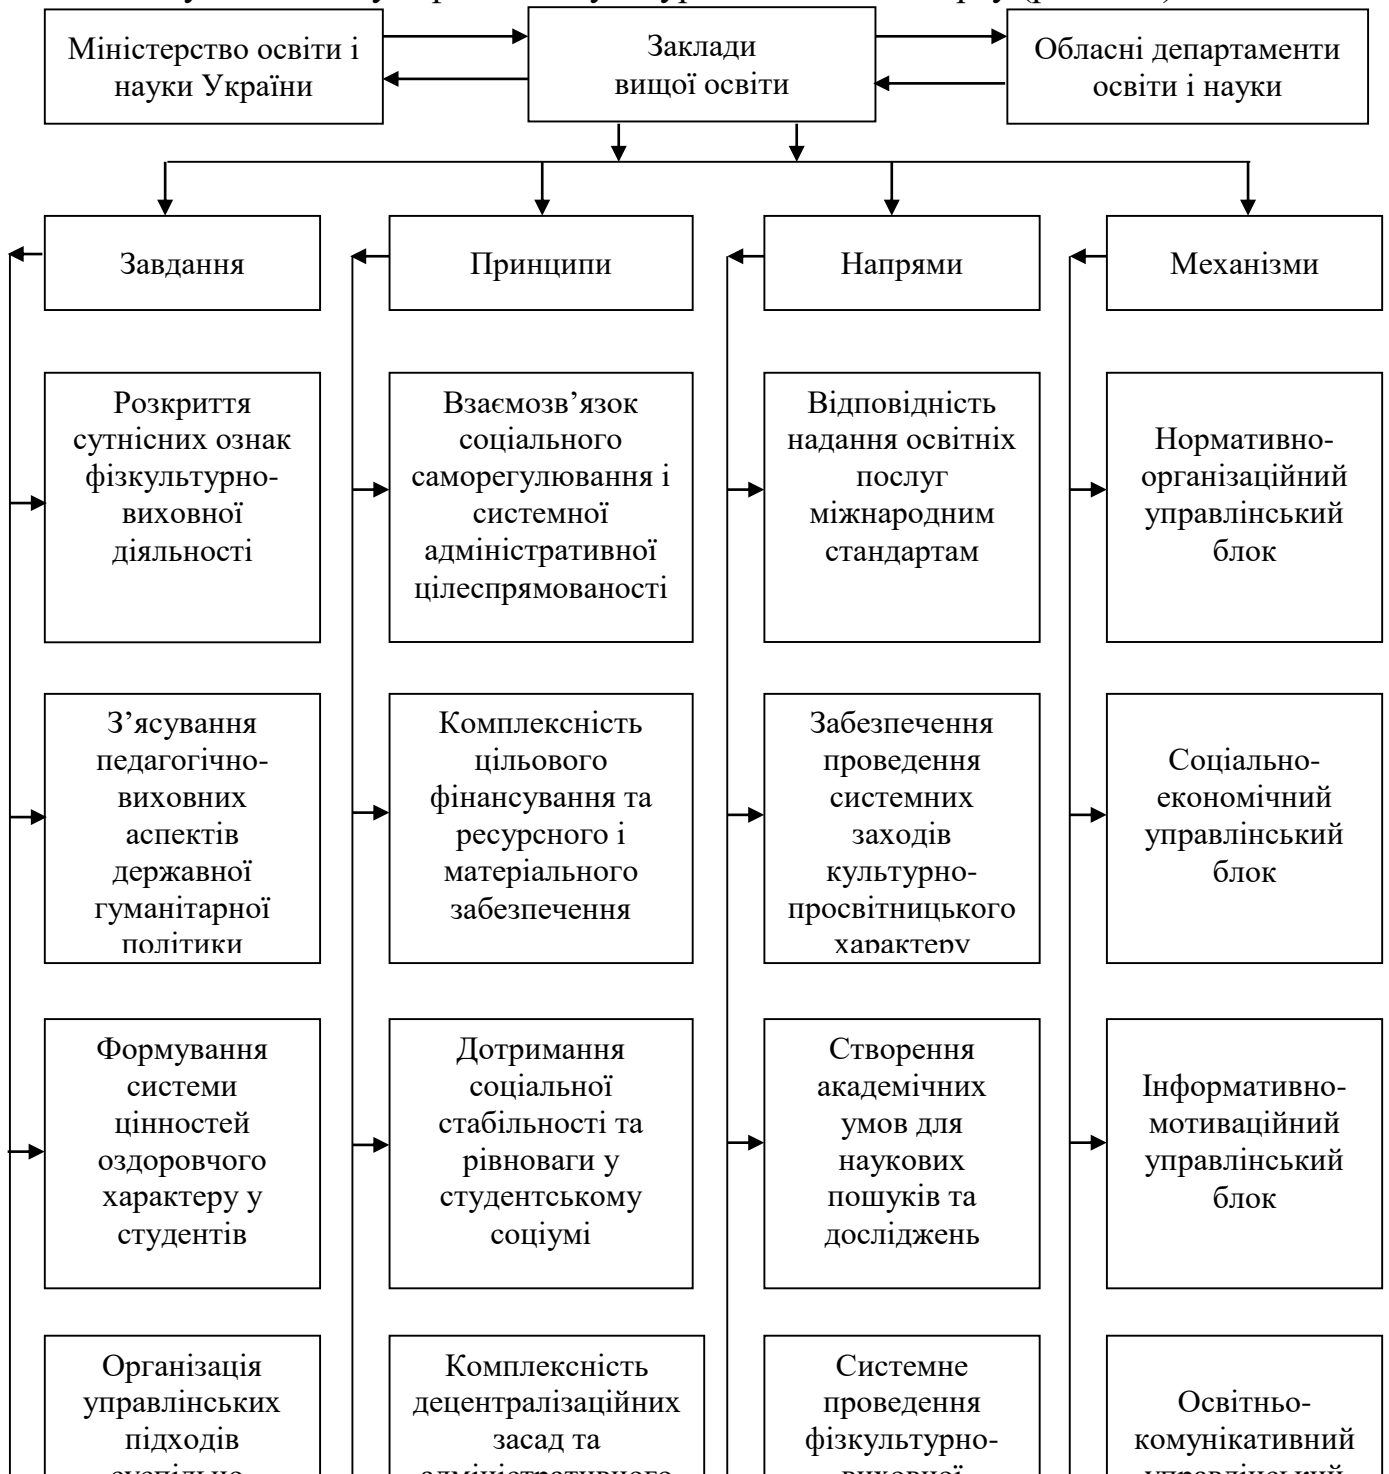 Міністерство освіти і
науки України
Заклади
вищої освіти
Обласні департаменти
освіти і науки
Завдання
Принципи
Напрями
Механізми
Розкриття
сутнісних ознак
фізкультурно-
виховної
діяльності
Взаємозв’язок
соціального
саморегулювання і
системної
адміністративної
цілеспрямованості
Відповідність
надання освітніх
послуг
міжнародним
стандартам
Нормативно-
організаційний
управлінський
блок
З’ясування
педагогічно-
виховних
аспектів
державної
гуманітарної
політики
Комплексність
цільового
фінансування та
ресурсного і
матеріального
забезпечення
Забезпечення
проведення
системних
заходів
культурно-
просвітницького
характеру
Соціально-
економічний
управлінський
блок
Формування
системи
цінностей
оздоровчого
характеру у
студентів
Дотримання
соціальної
стабільності та
рівноваги у
студентському
соціумі
Створення
академічних
умов для
наукових
пошуків та
досліджень
Інформативно-
мотиваційний
управлінський
блок
Організація
управлінських
підходів
Комплексність
децентралізаційних
засад та
адміністративного
Системне
проведення
фізкультурно-
виховної
Освітньо-
комунікативний
управлінський